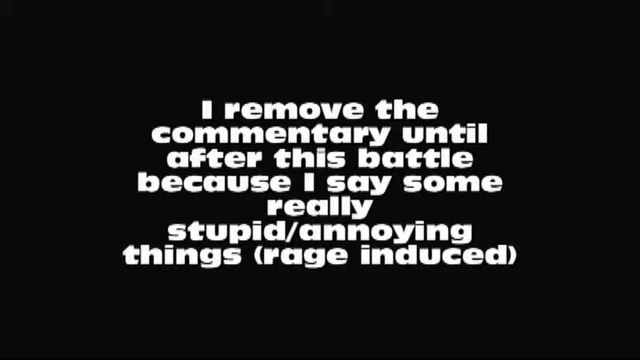 I remove the
commentary until
after this battle
because I say some
really
stupid/annoying
things (rage induced)